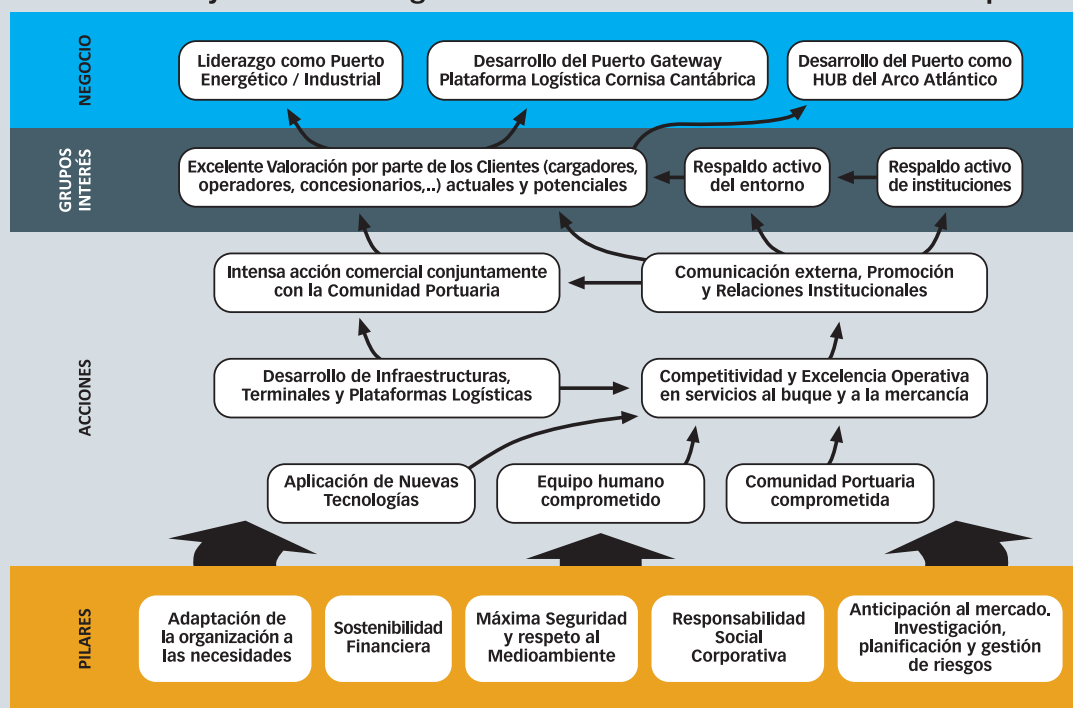 NEGOCIO
Liderazgo como Puerto
Energético / Industrial
Desarrollo del Puerto Gateway
Plataforma Logística Cornisa Cantábrica
Desarrollo del Puerto como
HUB del Arco Atlántico
GRUPOS
INTERÉS
Excelente Valoración por parte de los Clientes (cargadores,
operadores, concesionarios,..) actuales y potenciales
Respaldo activo
del entorno
Respaldo activo
de instituciones
ACCIONES
Intensa acción comercial conjuntamente
con la Comunidad Portuaria
Comunicación externa, Promoción
y Relaciones Institucionales
Desarrollo de Infraestructuras,
Terminales y Plataformas Logísticas
Competitividad y Excelencia Operativa
en servicios al buque y a la mercancía
Aplicación de Nuevas
Tecnologías
Equipo humano
comprometido
Comunidad Portuaria
comprometida
PILARES
Adaptación de
la organización a
las necesidades
Sostenibilidad
Financiera
Máxima Seguridad
y respeto al
Medioambiente
Responsabilidad
Social
Corporativa
Anticipación al mercado.
Investigación,
planificación y gestión
de riesgos